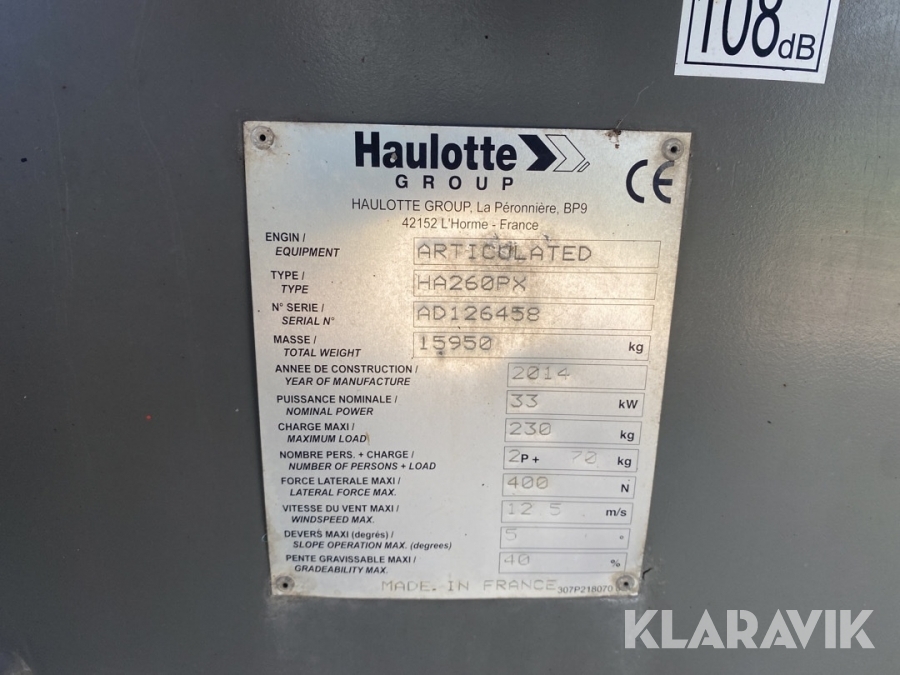 108dB
Haulotte
GROUP
CE
HAULOTTE GROUP, La Péronnière, BP9
42152 L'Horme - France
ENGIN /
EQUIPMENT ARTICULATED
TYPE /
TYPE HA260PX
N° SERIE /
SERIAL N° AD126458
MASSE /
TOTAL WEIGHT 15950 kg
ANNEE DE CONSTRUCTION /
YEAR OF MANUFACTURE 2014
PUISSANCE NOMINALE /
NOMINAL POWER 33 kW
CHARGE MAXI /
MAXIMUM LOAD 230 kg
NOMBRE PERS. + CHARGE /
NUMBER OF PERSONS + LOAD 2P + 70 kg
FORCE LATERALE MAXI /
LATERAL FORCE MAX. 400 N
VITESSE DU VENT MAXI /
WINDSPEED MAX. 12 5 m/s
DEVERS MAXI (degrés) /
SLOPE OPERATION MAX. (degrees) 5 °
PENTE GRAVISSABLE MAXI /
GRADEABILITY MAX. 40 %
MADE IN FRANCE 307P218070
KLARAVIK